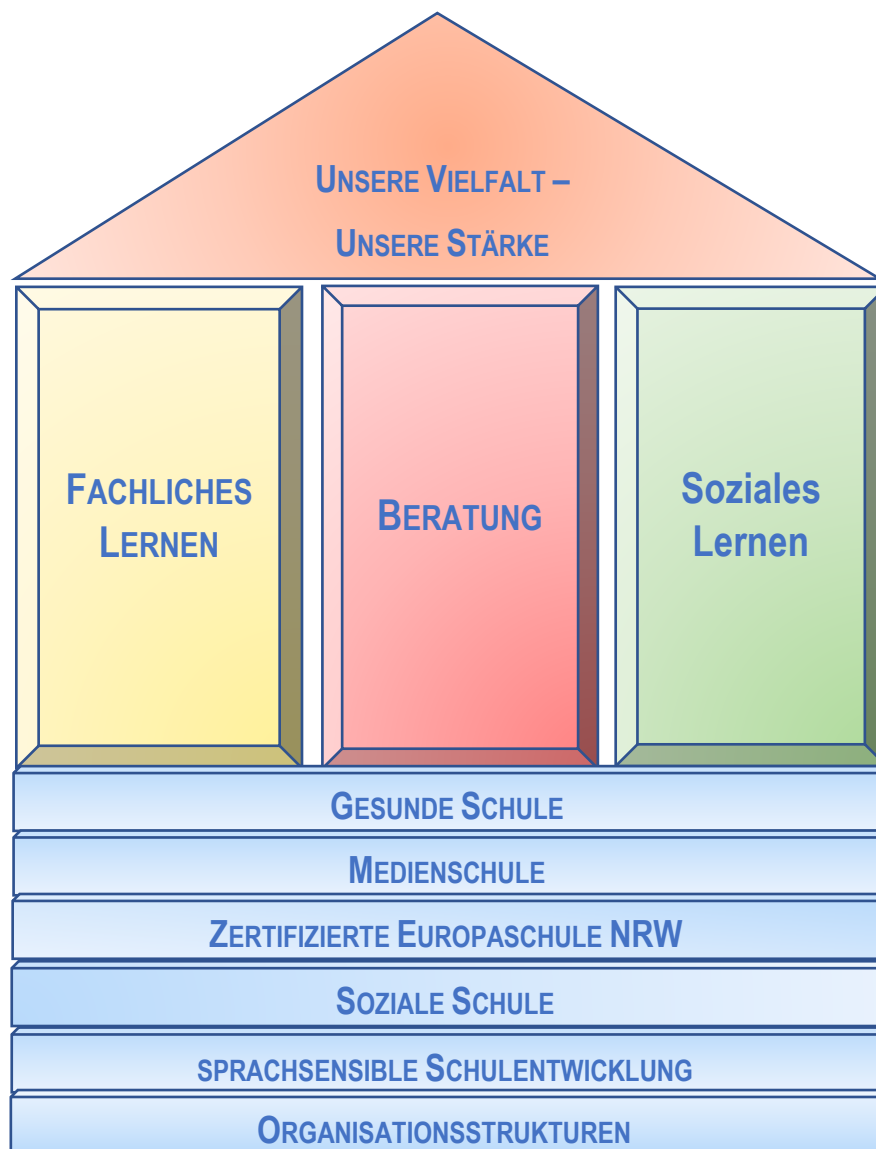 UNSERE VIELFALT –
UNSERE STÄRKE
FACHLICHES
LERNEN
BERATUNG
Soziales
Lernen
GESUNDE SCHULE
MEDIENSCHULE
ZERTIFIZIERTE EUROPASCHULE NRW
SOZIALE SCHULE
SPRACHSENSIBLE SCHULENTWICKLUNG
ORGANISATIONSSTRUKTUREN